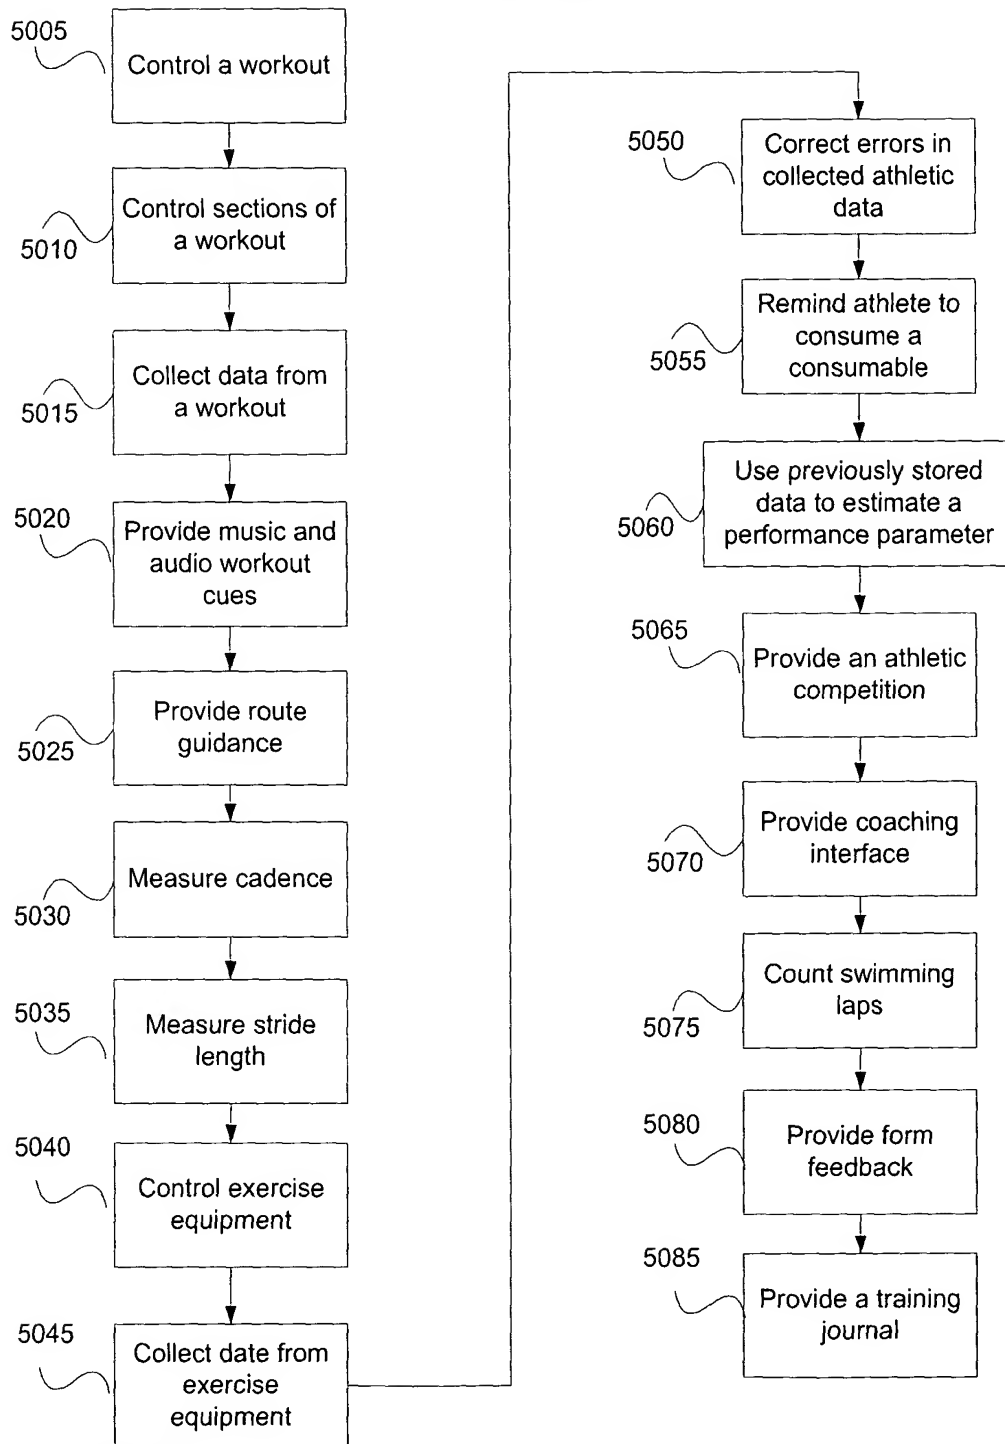 5005
Control a workout
5010
Control sections of
a workout
5015
Collect data from
a workout
5020
Provide music and
audio workout
cues
5025
Provide route
guidance
5030
Measure cadence
5035
Measure stride
length
5040
Control exercise
equipment
5045
Collect date from
exercise
equipment
5050
Correct errors in
collected athletic
data
5055
Remind athlete to
consume a
consumable
5060
Use previously stored
data to estimate a
performance parameter
5065
Provide an athletic
competition
5070
Provide coaching
interface
5075
Count swimming
laps
5080
Provide form
feedback
5085
Provide a training
journal